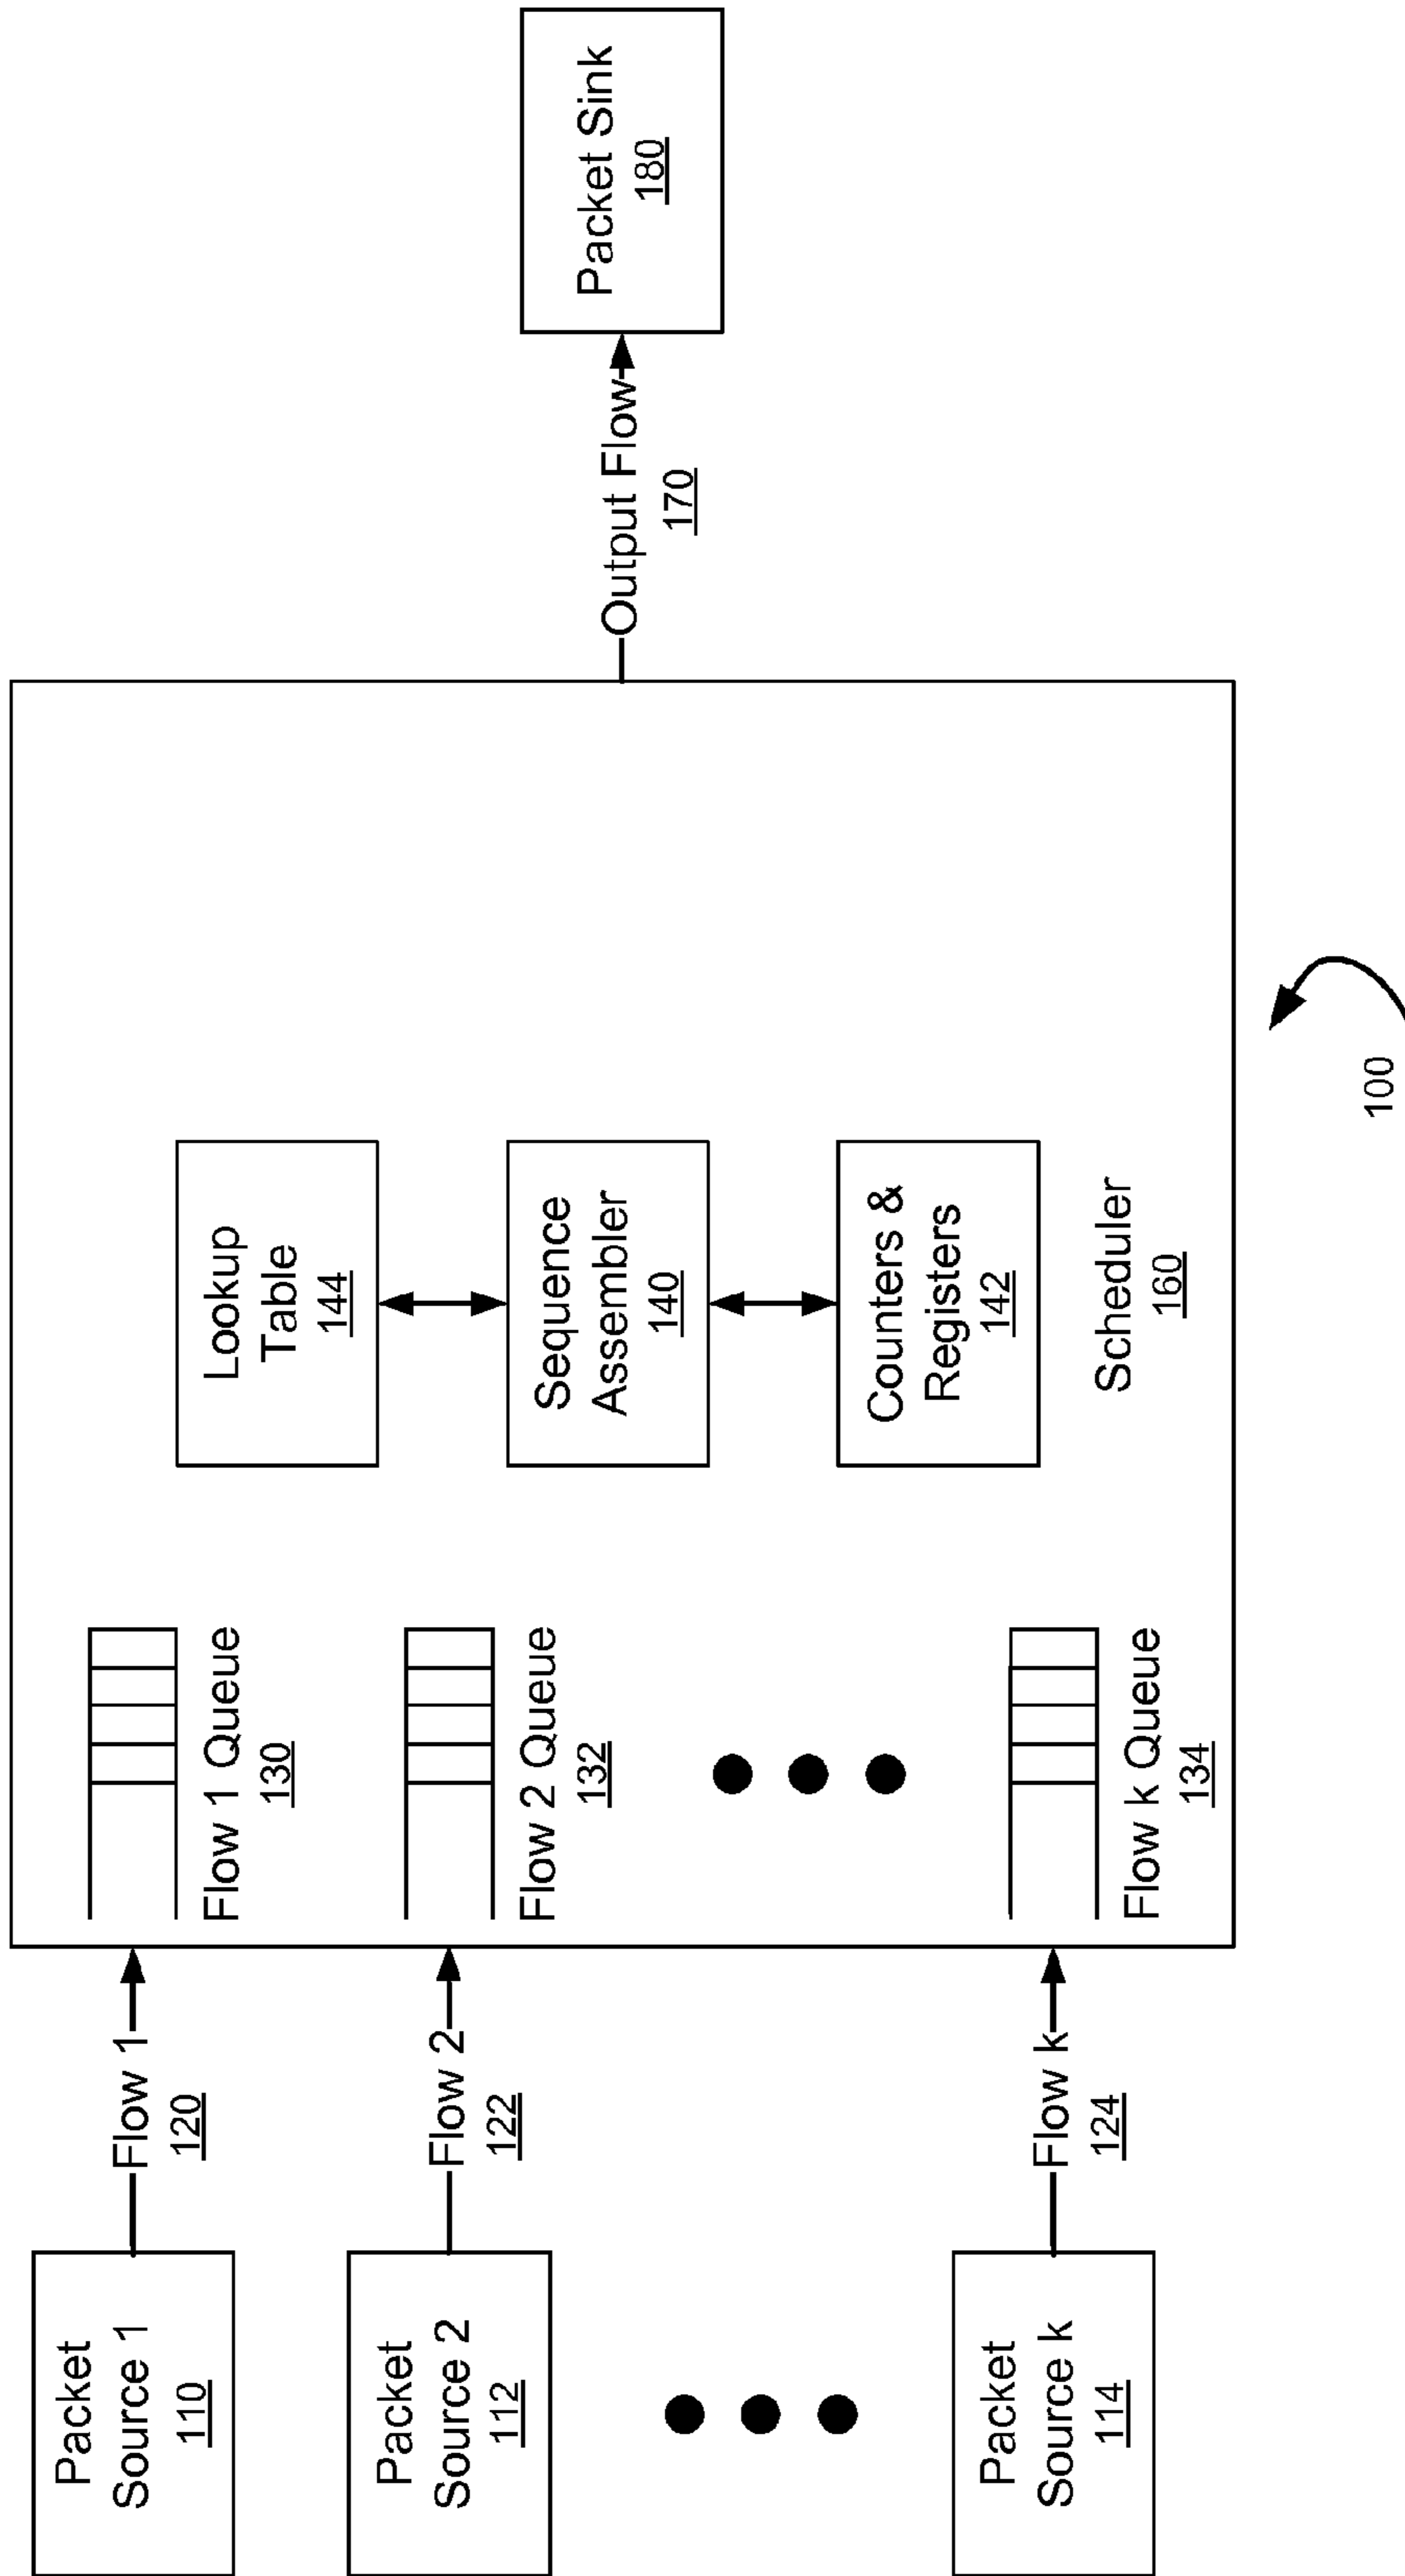 Packet
Source 1
110
Flow 1
120
Flow 1 Queue
130
Packet
Source 2
112
Flow 2
122
Flow 2 Queue
132
Packet
Source k
114
Flow k
124
Flow k Queue
134
Lookup
Table
144
Sequence
Assembler
140
Counters &
Registers
142
Scheduler
160
Output Flow
170
Packet Sink
180
100